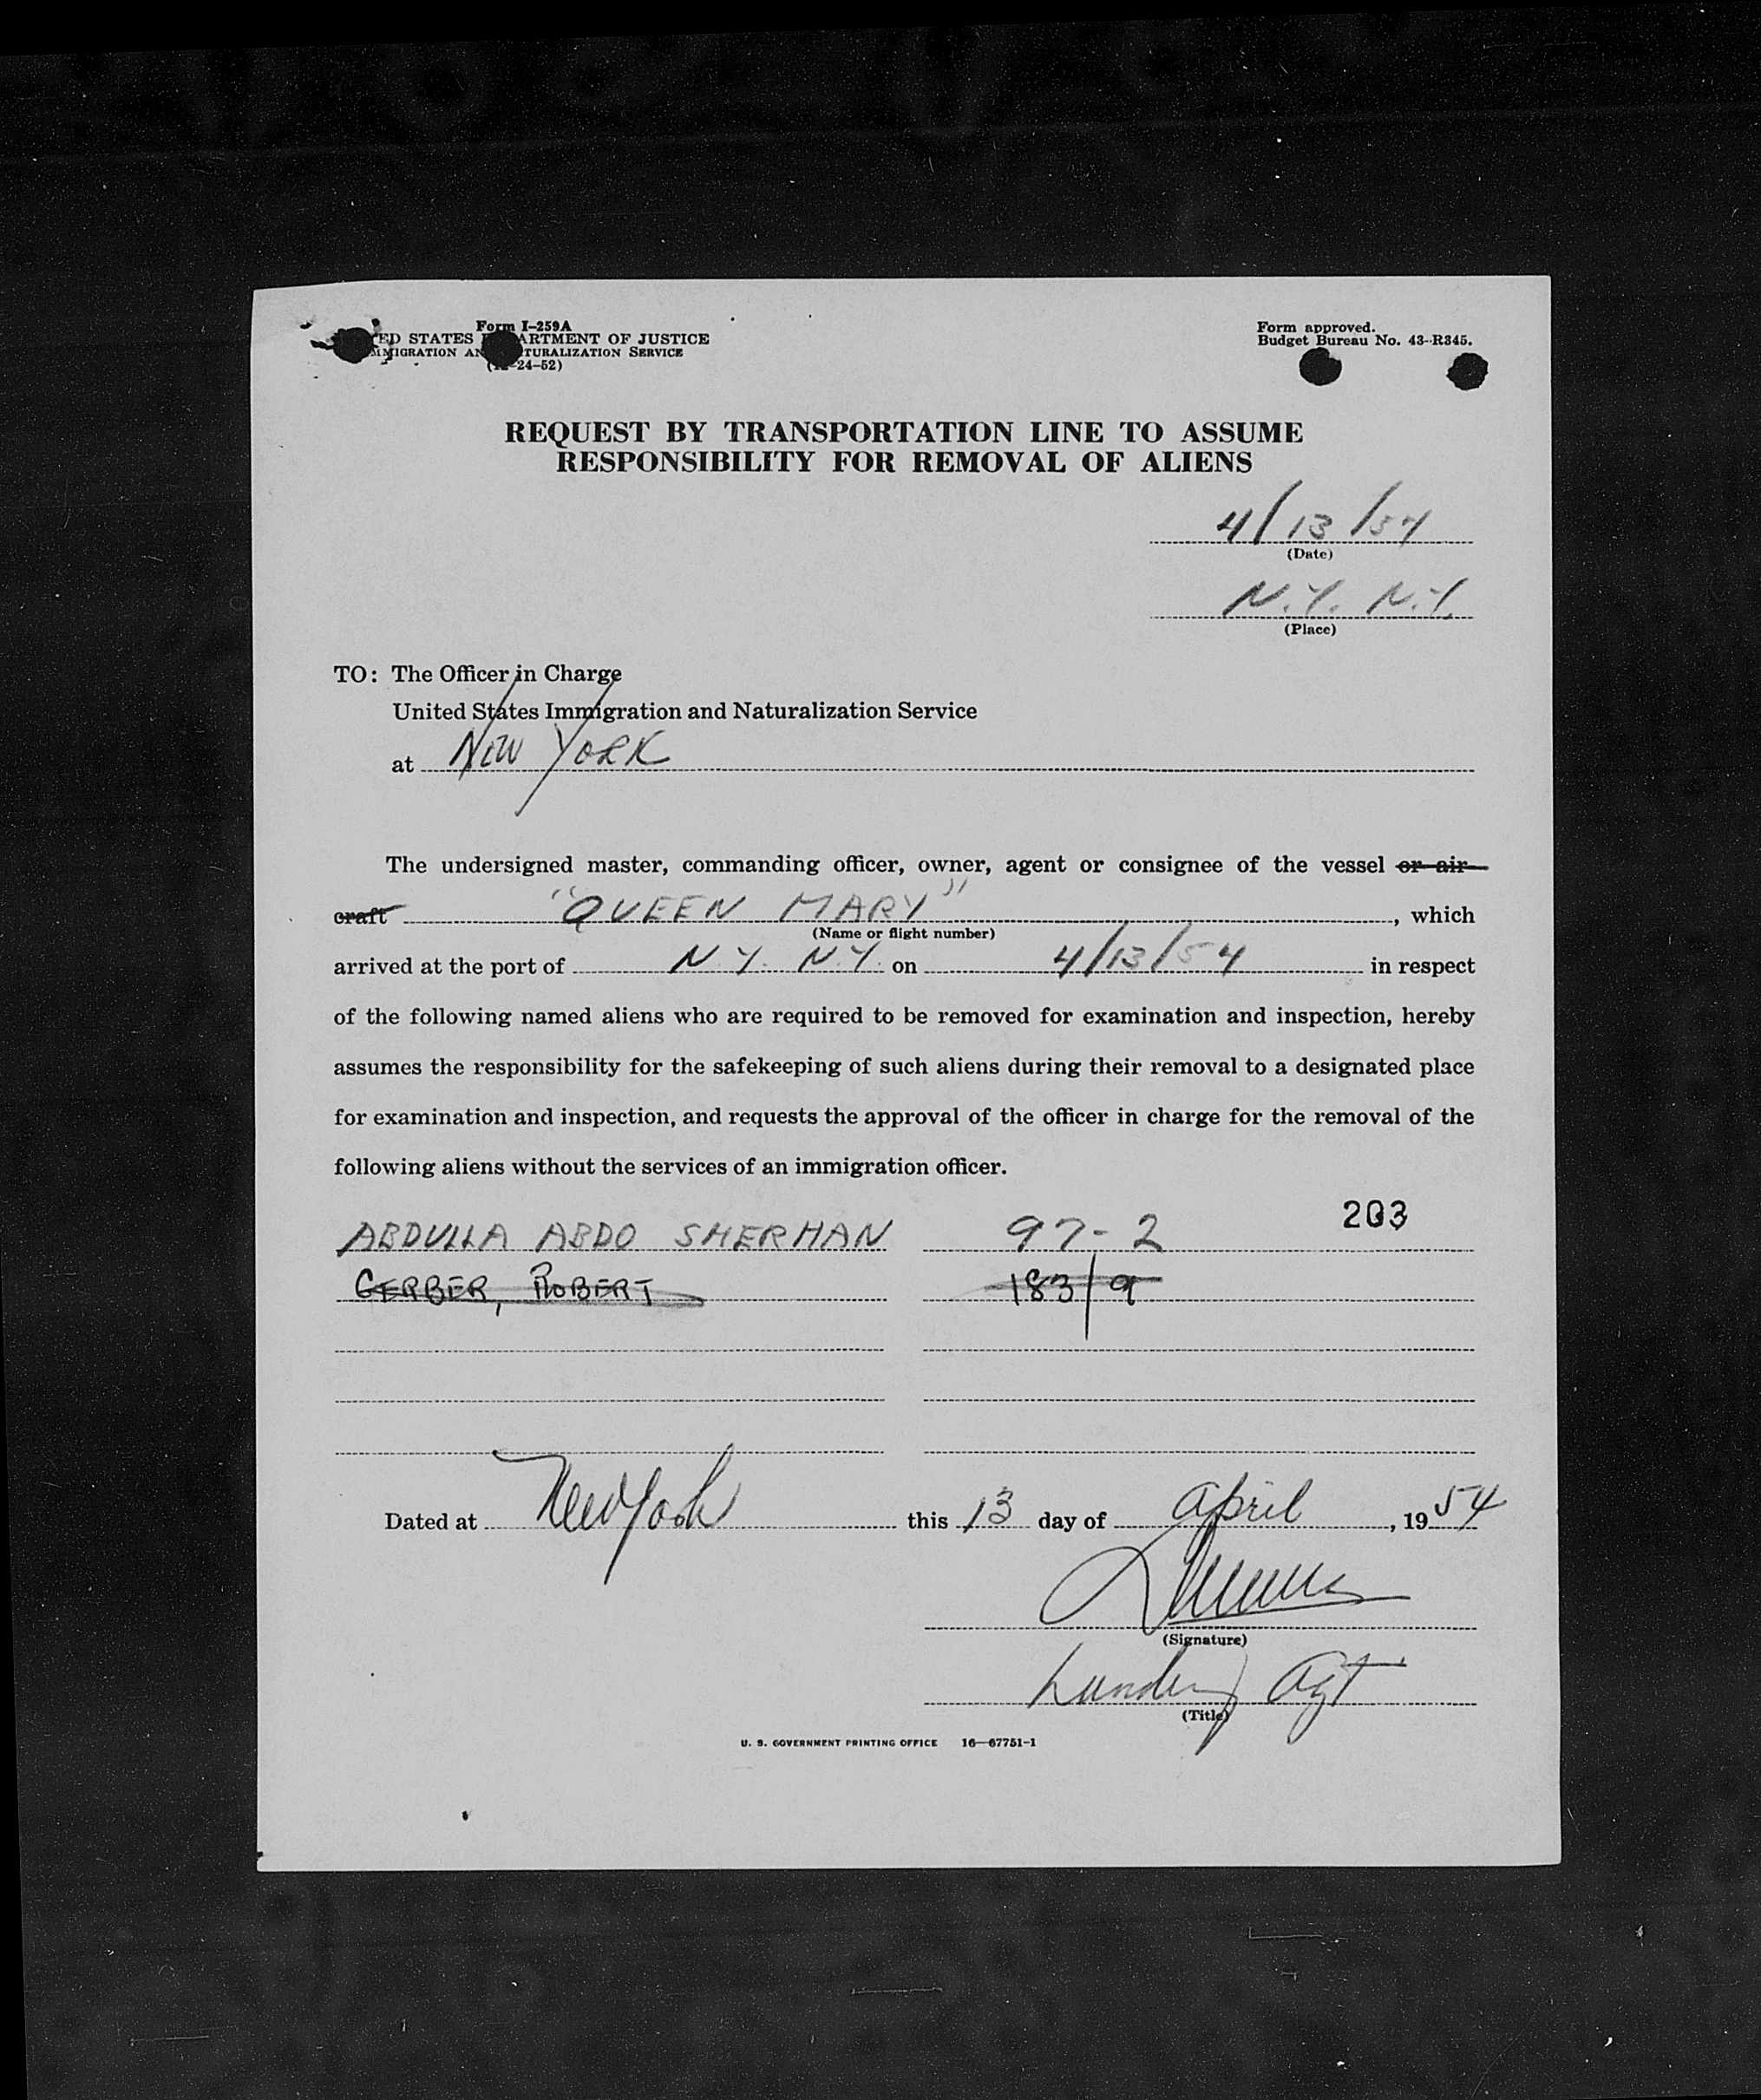 Form I-259A
ED STATES DEPARTMENT OF JUSTICE
IMMIGRATION AND NATURALIZATION SERVICE
24-52)
Form approved.
Budget Bureau No. 43-R345.
REQUEST BY TRANSPORTATION LINE TO ASSUME
RESPONSIBILITY FOR REMOVAL OF ALIENS
4/13/54
(Date)
N.Y. N.Y.
(Place)
TO: The Officer in Charge
United States Immigration and Naturalization Service
at NEW YORK
The undersigned master, commanding officer, owner, agent or consignee of the vessel or air-
craft "QUEEN MARY", which
(Name or flight number)
arrived at the port of N.Y. N.Y. on 4/13/54 in respect
of the following named aliens who are required to be removed for examination and inspection, hereby
assumes the responsibility for the safekeeping of such aliens during their removal to a designated place
for examination and inspection, and requests the approval of the officer in charge for the removal of the
following aliens without the services of an immigration officer.
ABDULLA ABDO SHERHAN 97-2 203
GERBER, ROBERT 183/9
Dated at New York this 13 day of April, 1954
(Signature)
Landing Agt
(Title)
U. S. GOVERNMENT PRINTING OFFICE 16—67751-1